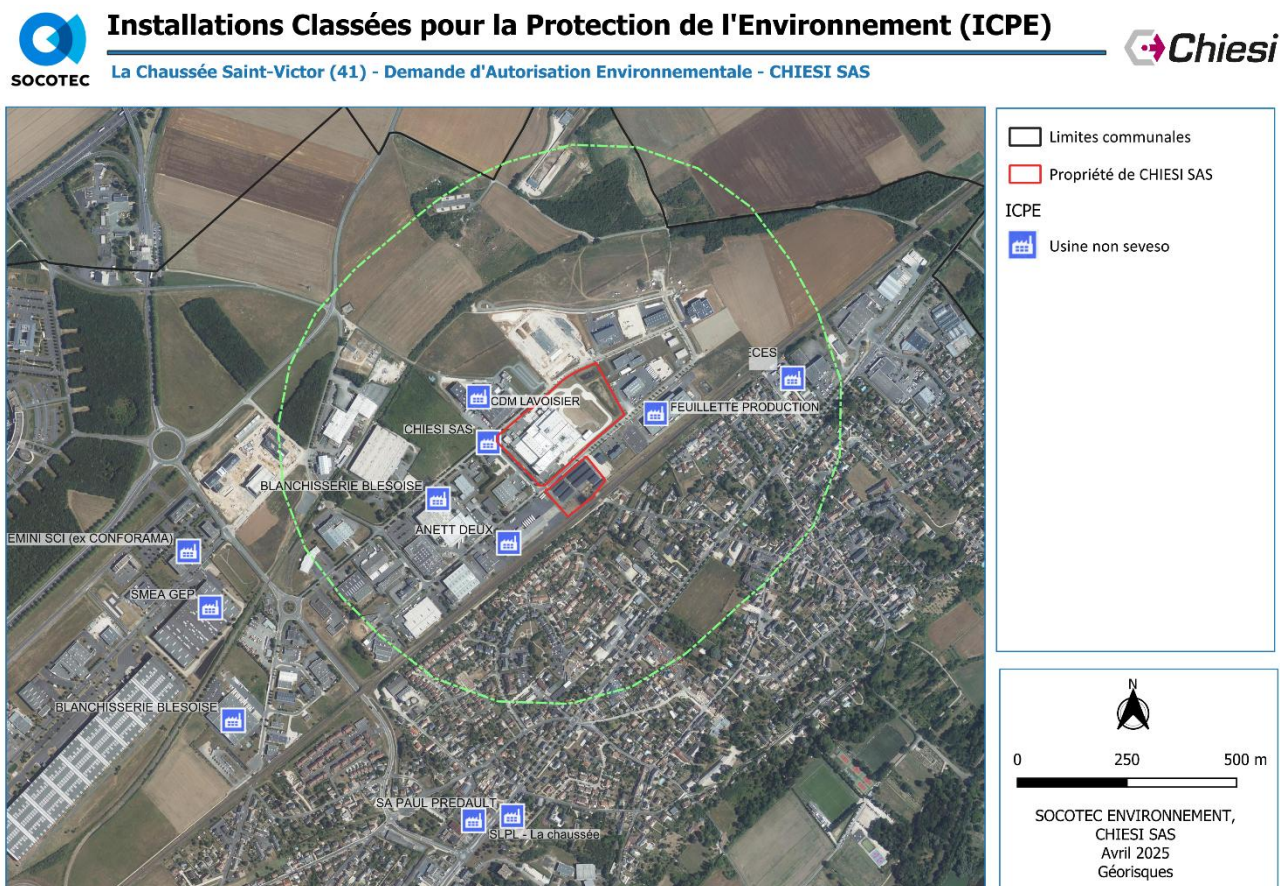 Installations Classées pour la Protection de l'Environnement (ICPE)
SOCOTEC
La Chaussée Saint-Victor (41) - Demande d'Autorisation Environnementale - CHIESI SAS
Chiesi
Limites communales
Propriété de CHIESI SAS
ICPE
Usine non seveso
ECES
CDM LAVOISIER
FEUILLETTE PRODUCTION
CHIESI SAS
BLANCHISSERIE BLESOISE
ANETT DEUX
EMINI SCI (ex CONFORAMA)
SMEA GEP
BLANCHISSERIE BLESOISE
SA PAUL PREDAULT
SLPL - La chaussée
N
0 250 500 m
SOCOTEC ENVIRONNEMENT,
CHIESI SAS
Avril 2025
Géorisques